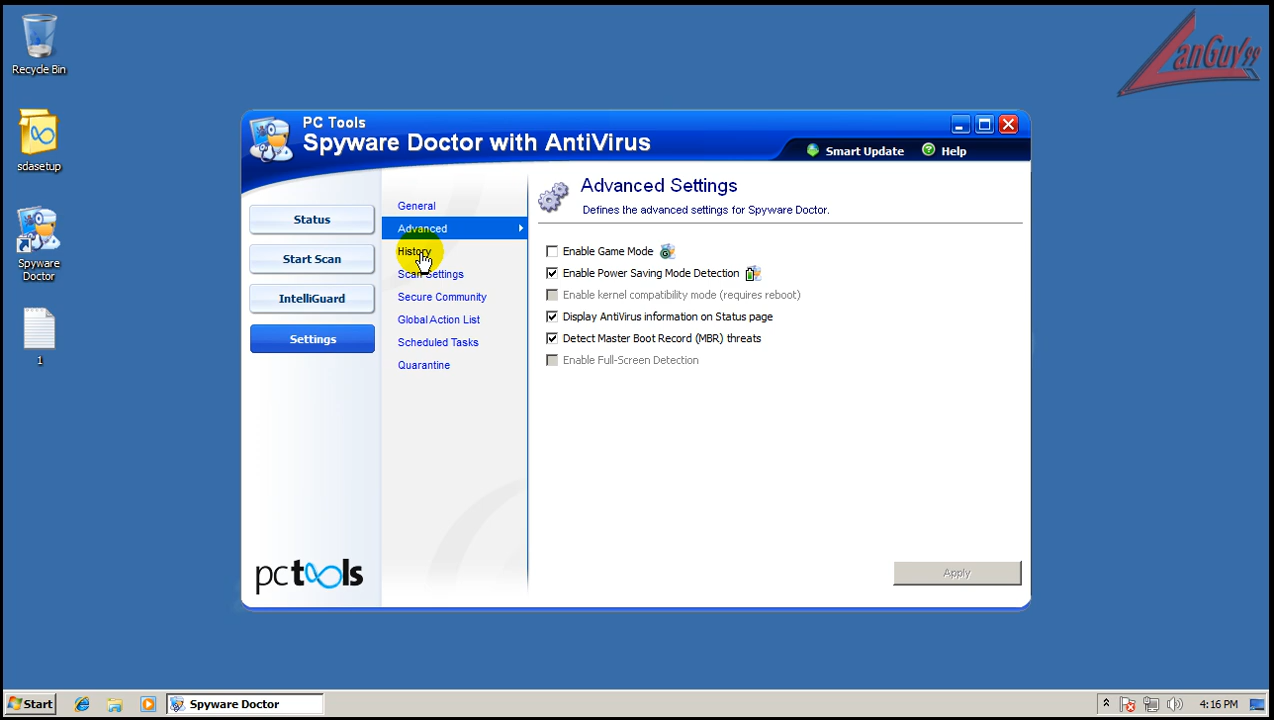 Recycle Bin
LanGuy99
sdasetup
Spyware
Doctor
1
PC Tools
Spyware Doctor with AntiVirus
Smart Update
Help
Status
Start Scan
IntelliGuard
Settings
General
Advanced
History
Scan Settings
Secure Community
Global Action List
Scheduled Tasks
Quarantine
Advanced Settings
Defines the advanced settings for Spyware Doctor.
Enable Game Mode
Enable Power Saving Mode Detection
Enable kernel compatibility mode (requires reboot)
Display AntiVirus information on Status page
Detect Master Boot Record (MBR) threats
Enable Full-Screen Detection
Apply
pctools
Start
Spyware Doctor
4:16 PM